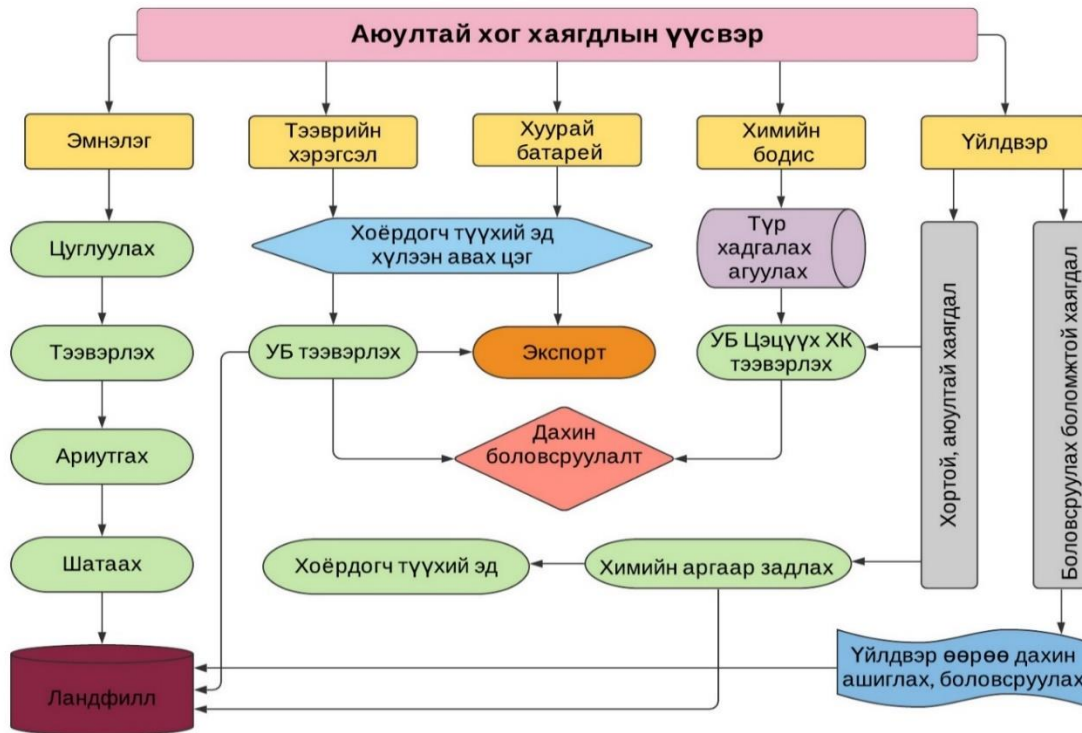 Аюултай хог хаягдлын үүсвэр
Эмнэлэг
Тээврийн
хэрэгсэл
Хуурай
батарей
Химийн
бодис
Үйлдвэр
Цуглуулах
Хоёрдогч түүхий эд
хүлээн авах цэг
Түр
хадгалах
агуулах
Хортой, аюултай хаягдал
Боловсруулах боломжтой хаягдал
Тээвэрлэх
УБ тээвэрлэх
Экспорт
УБ Цэцүүх ХК
тээвэрлэх
Ариутгах
Дахин
боловсруулалт
Шатаах
Хоёрдогч түүхий эд
Химийн аргаар задлах
Ландфилл
Үйлдвэр өөрөө дахин
ашиглах, боловсруулах